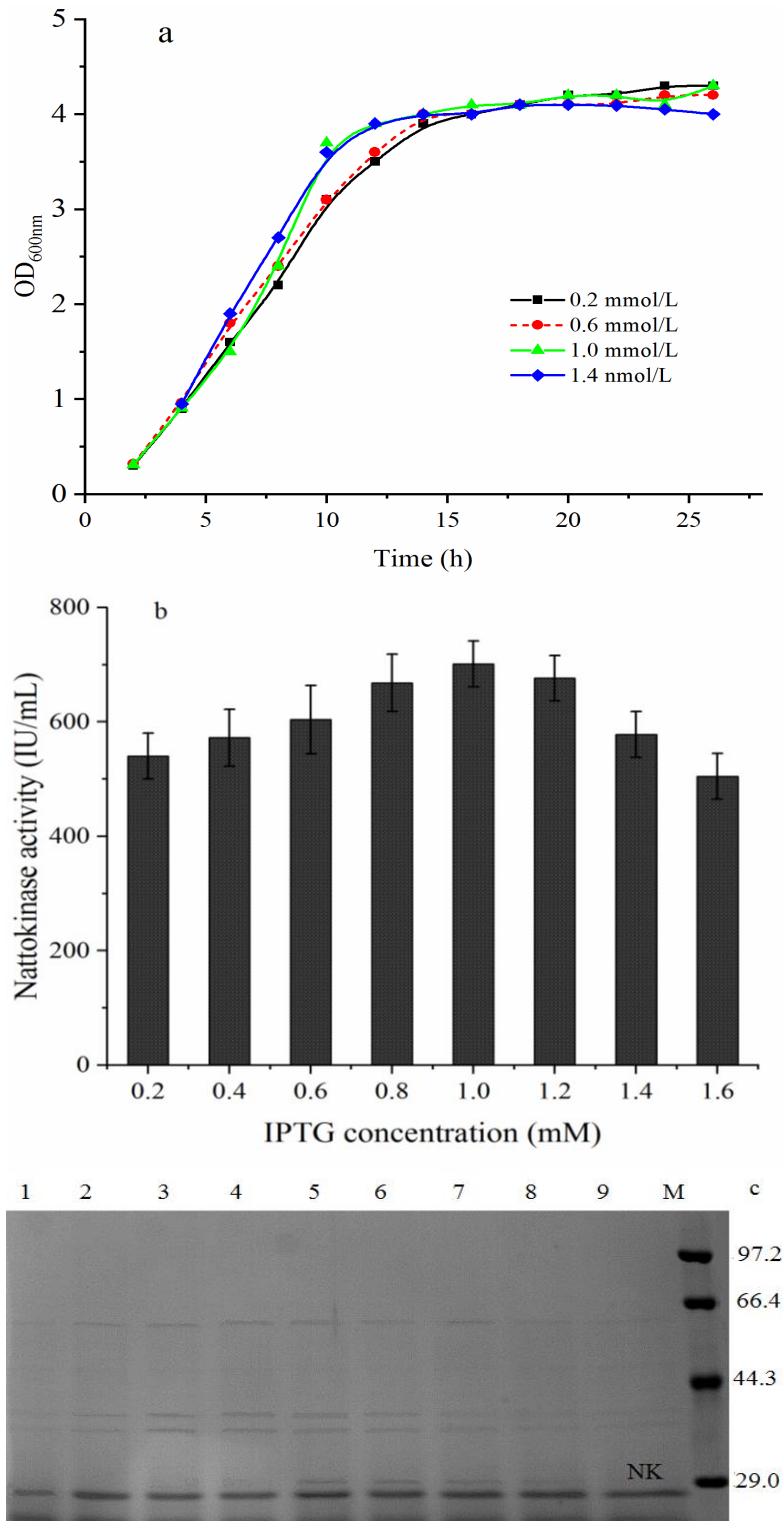 a
5
4
3
2
1
0
OD600nm
0.2 mmol/L
0.6 mmol/L
1.0 mmol/L
1.4 nmol/L
0 5 10 15 20 25
Time (h)
b
800
600
400
200
0
Nattokinase activity (IU/mL)
0.2 0.4 0.6 0.8 1.0 1.2 1.4 1.6
IPTG concentration (mM)
1 2 3 4 5 6 7 8 9 M c
97.2
66.4
44.3
NK
29.0